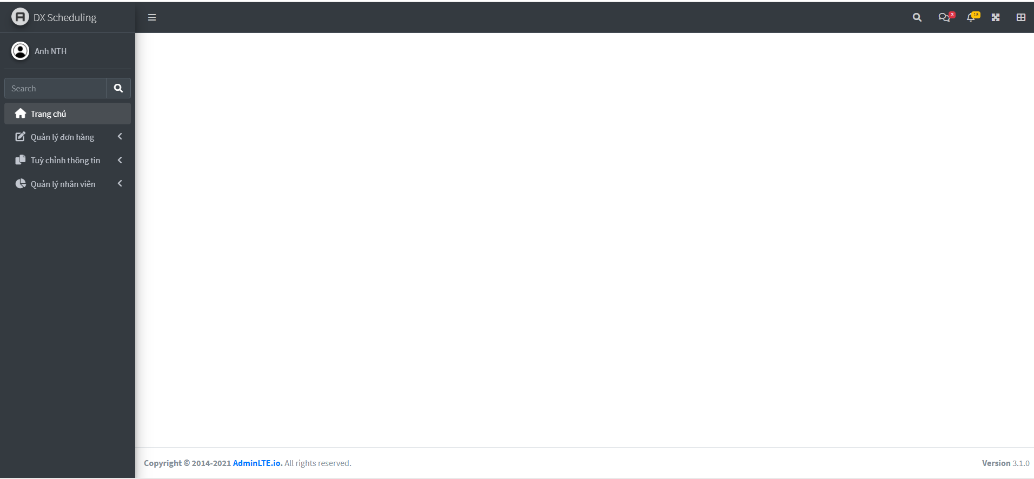 DX Scheduling
Anh NTH
Search
Trang chủ
Quản lý đơn hàng
Tuỳ chỉnh thông tin
Quản lý nhân viên
Copyright © 2014-2021 AdminLTE.io. All rights reserved.
Version 3.1.0